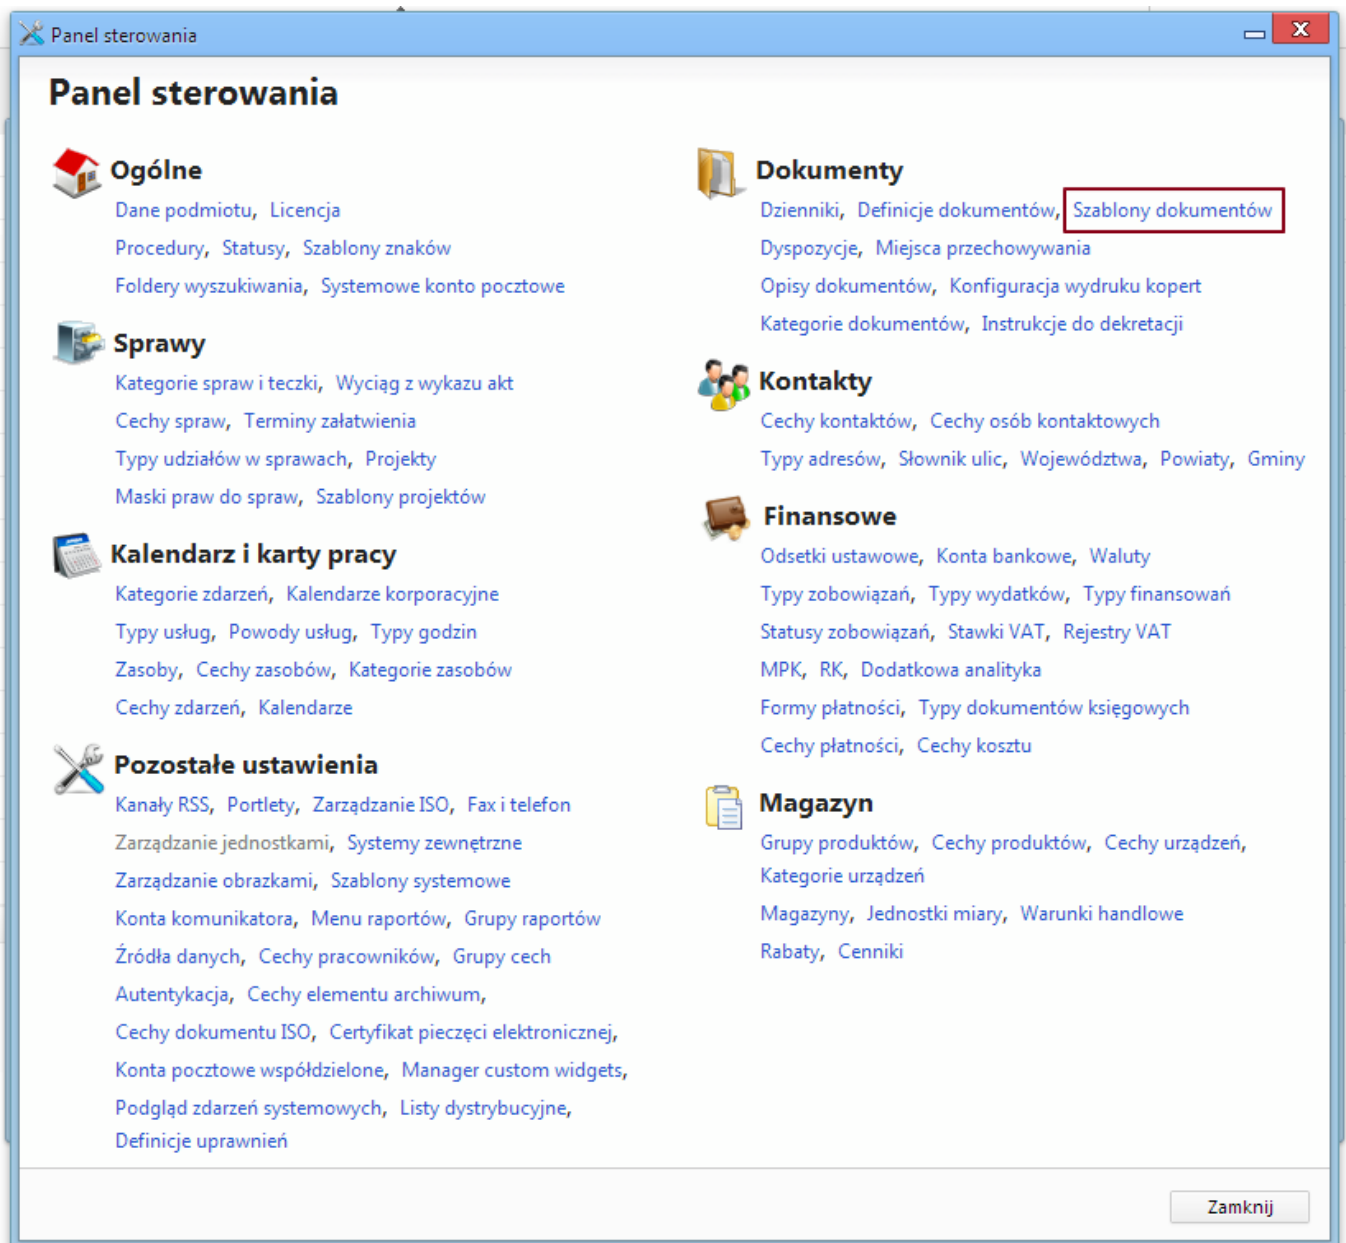 Panel sterowania
Panel sterowania
Ogólne
Dane podmiotu, Licencja
Procedury, Statusy, Szablony znaków
Foldery wyszukiwania, Systemowe konto pocztowe
Sprawy
Kategorie spraw i teczki, Wyciąg z wykazu akt
Cechy spraw, Terminy załatwienia
Typy udziałów w sprawach, Projekty
Maski praw do spraw, Szablony projektów
Kalendarz i karty pracy
Kategorie zdarzeń, Kalendarze korporacyjne
Typy usług, Powody usług, Typy godzin
Zasoby, Cechy zasobów, Kategorie zasobów
Cechy zdarzeń, Kalendarze
Pozostałe ustawienia
Kanały RSS, Portlety, Zarządzanie ISO, Fax i telefon
Zarządzanie jednostkami, Systemy zewnętrzne
Zarządzanie obrazkami, Szablony systemowe
Konta komunikatora, Menu raportów, Grupy raportów
Źródła danych, Cechy pracowników, Grupy cech
Autentykacja, Cechy elementu archiwum,
Cechy dokumentu ISO, Certyfikat pieczęci elektronicznej,
Konta pocztowe współdzielone, Manager custom widgets,
Podgląd zdarzeń systemowych, Listy dystrybucyjne,
Definicje uprawnień
Dokumenty
Dzienniki, Definicje dokumentów, Szablony dokumentów
Dyspozycje, Miejsca przechowywania
Opisy dokumentów, Konfiguracja wydruku kopert
Kategorie dokumentów, Instrukcje do dekretacji
Kontakty
Cechy kontaktów, Cechy osób kontaktowych
Typy adresów, Słownik ulic, Województwa, Powiaty, Gminy
Finansowe
Odsetki ustawowe, Konta bankowe, Waluty
Typy zobowiązań, Typy wydatków, Typy finansowań
Statusy zobowiązań, Stawki VAT, Rejestry VAT
MPK, RK, Dodatkowa analityka
Formy płatności, Typy dokumentów księgowych
Cechy płatności, Cechy kosztu
Magazyn
Grupy produktów, Cechy produktów, Cechy urządzeń,
Kategorie urządzeń
Magazyny, Jednostki miary, Warunki handlowe
Rabaty, Cenniki
Zamknij